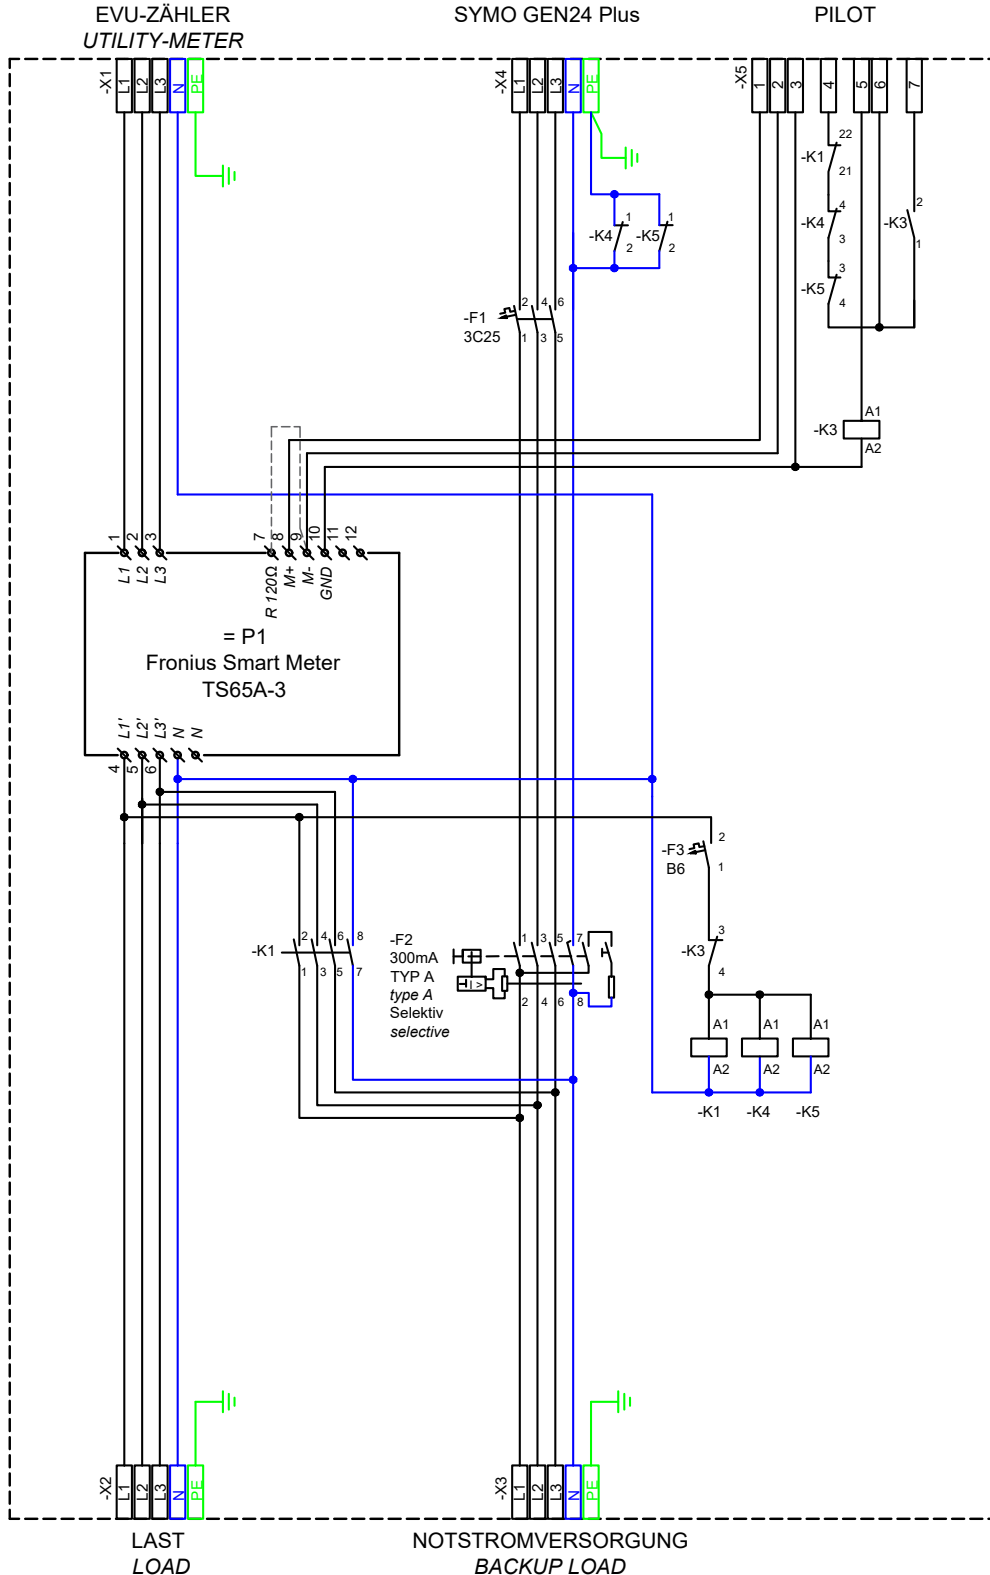 EVU-ZÄHLER
UTILITY-METER
SYMO GEN24 Plus
PILOT
-X1
L1
L2
L3
N
PE
-X4
L1
L2
L3
N
PE
-X5
1
2
3
4
5
6
7
-K1
22
21
-K4
4
3
-K5
3
4
-K3
2
1
-K4
1
2
-K5
1
2
-F1
3C25
2
4
6
1
3
5
-K3
A1
A2
1
2
3
7
8
9
10
11
12
L1
L2
L3
R 120Ω
M+
M-
GND
= P1
Fronius Smart Meter
TS65A-3
L1'
L2'
L3'
N
N
4
5
6
-F3
B6
2
1
-K1
2
4
6
8
1
3
5
7
-F2
300mA
TYP A
type A
Selektiv
selective
1
3
5
7
2
4
6
8
I
>
-K3
3
4
A1
A1
A1
A2
A2
A2
-K1
-K4
-K5
-X2
L1
L2
L3
N
PE
-X3
L1
L2
L3
N
PE
LAST
LOAD
NOTSTROMVERSORGUNG
BACKUP LOAD